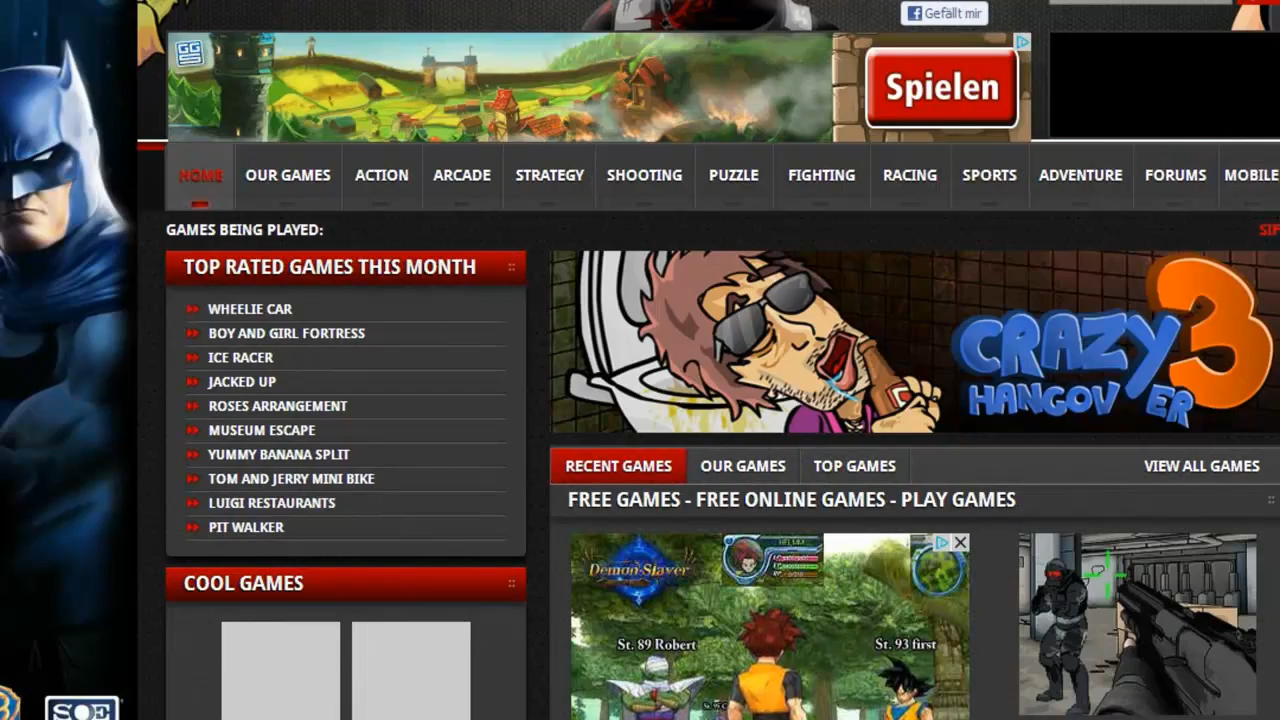 Gefällt mir
GGS
Spielen
HOME OUR GAMES ACTION ARCADE STRATEGY SHOOTING PUZZLE FIGHTING RACING SPORTS ADVENTURE FORUMS MOBILE
GAMES BEING PLAYED:
TOP RATED GAMES THIS MONTH
WHEELIE CAR
BOY AND GIRL FORTRESS
ICE RACER
JACKED UP
ROSES ARRANGEMENT
MUSEUM ESCAPE
YUMMY BANANA SPLIT
TOM AND JERRY MINI BIKE
LUIGI RESTAURANTS
PIT WALKER
COOL GAMES
CRAZY 3
HANGOVER
RECENT GAMES OUR GAMES TOP GAMES VIEW ALL GAMES
FREE GAMES - FREE ONLINE GAMES - PLAY GAMES
Demon Slayer
St. 89 Robert
St. 93 first
SOE